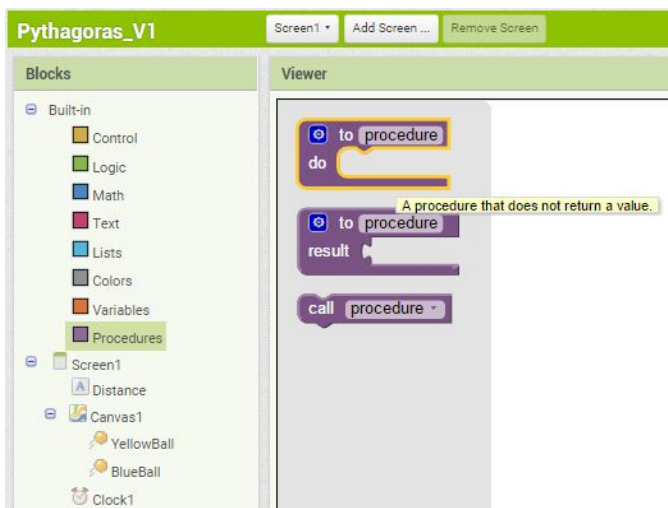 Pythagoras_V1
Screen1
Add Screen ...
Remove Screen
Blocks
Viewer
Built-in
Control
Logic
Math
Text
Lists
Colors
Variables
Procedures
Screen1
Distance
Canvas1
YellowBall
BlueBall
Clock1
to procedure
do
A procedure that does not return a value.
to procedure
result
call procedure